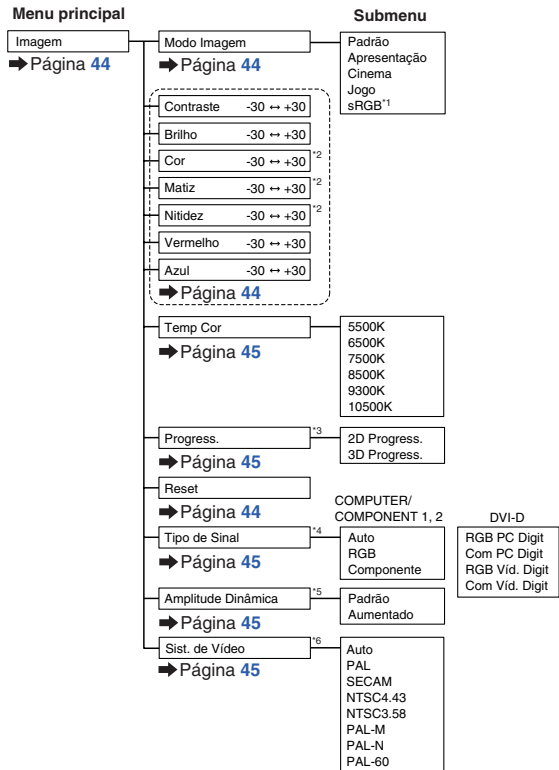 Menu principal
Submenu
Imagem
➡Página 44
Modo Imagem
➡Página 44
Padrão
Apresentação
Cinema
Jogo
sRGB*1
Contraste -30 ↔ +30
Brilho -30 ↔ +30
Cor -30 ↔ +30 *2
Matiz -30 ↔ +30 *2
Nitidez -30 ↔ +30 *2
Vermelho -30 ↔ +30
Azul -30 ↔ +30
➡Página 44
Temp Cor
➡Página 45
5500K
6500K
7500K
8500K
9300K
10500K
Progress. *3
➡Página 45
2D Progress.
3D Progress.
Reset
➡Página 44
Tipo de Sinal *4
➡Página 45
COMPUTER/
COMPONENT 1, 2
Auto
RGB
Componente
DVI-D
RGB PC Digit
Com PC Digit
RGB Víd. Digit
Com Víd. Digit
Amplitude Dinâmica *5
➡Página 45
Padrão
Aumentado
Sist. de Vídeo *6
➡Página 45
Auto
PAL
SECAM
NTSC4.43
NTSC3.58
PAL-M
PAL-N
PAL-60